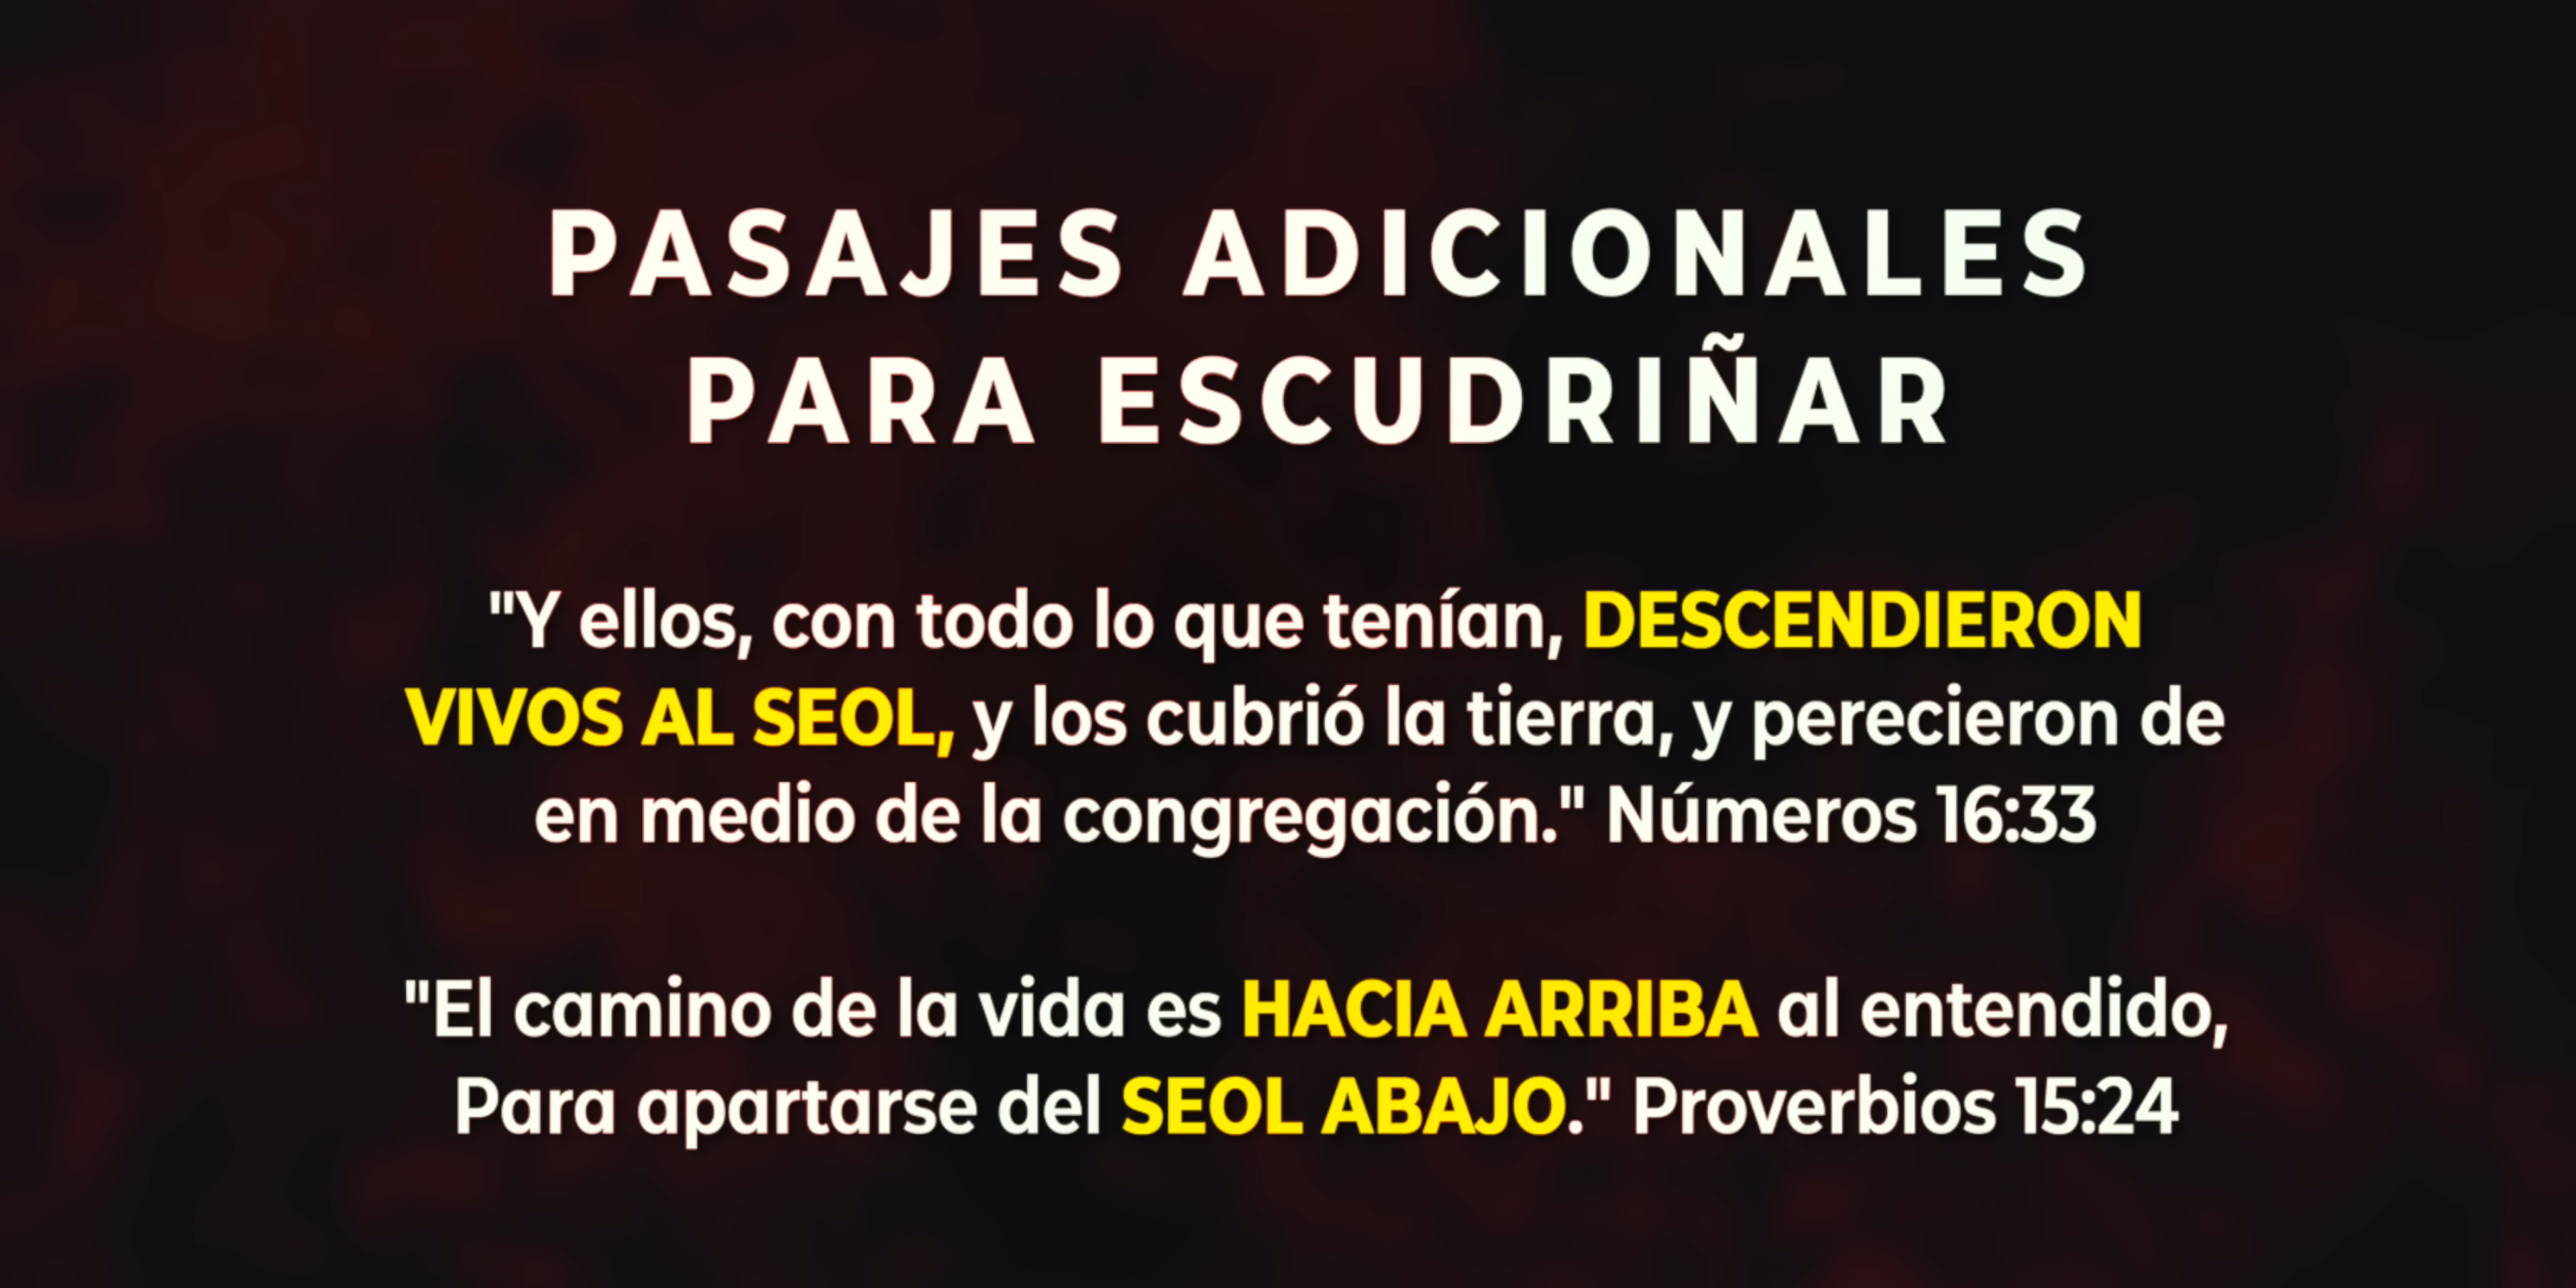 PASAJES ADICIONALES
PARA ESCUDRIÑAR
"Y ellos, con todo lo que tenían, DESCENDIERON
VIVOS AL SEOL, y los cubrió la tierra, y perecieron de
en medio de la congregación." Números 16:33
"El camino de la vida es HACIA ARRIBA al entendido,
Para apartarse del SEOL ABAJO." Proverbios 15:24